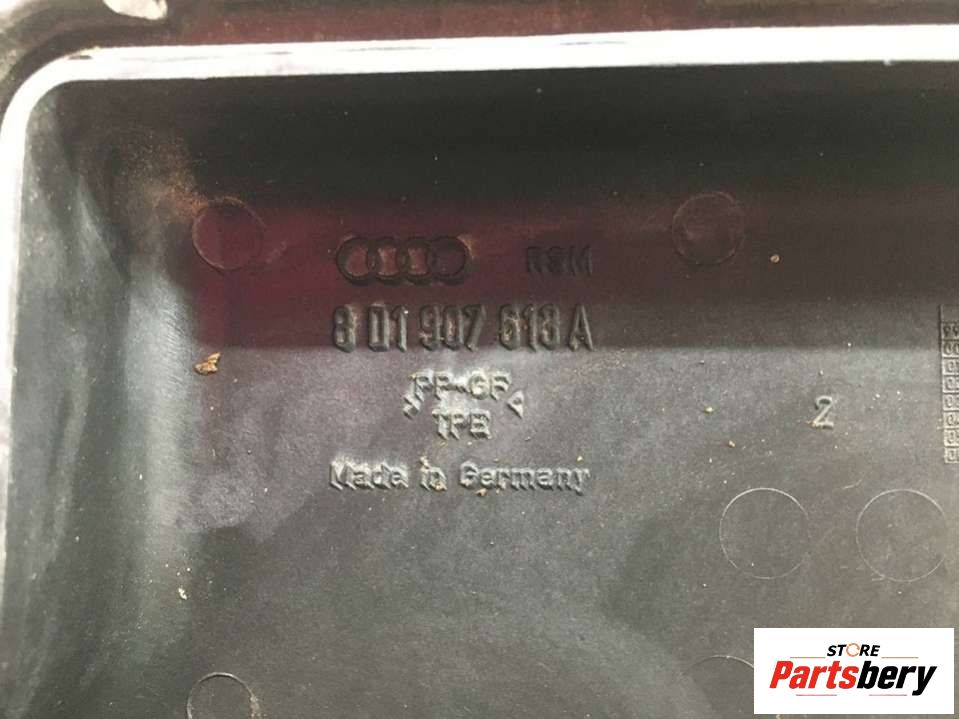 RSM
8 D1 907 613 A
>PP-GF<
TPE
Made in Germany
2
STORE
Partsbery